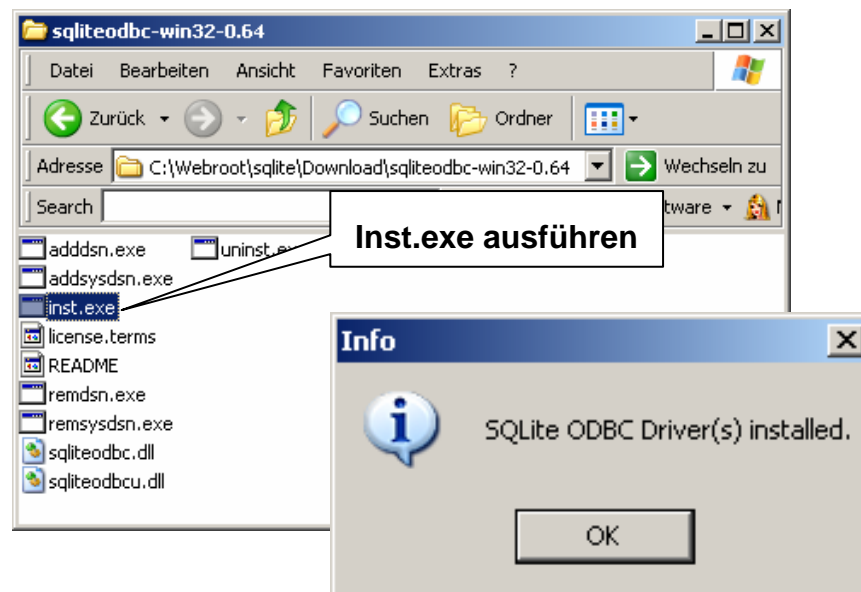 sqliteodbc-win32-0.64
Datei Bearbeiten Ansicht Favoriten Extras ?
Zurück Suchen Ordner
Adresse C:\Webroot\sqlite\Download\sqliteodbc-win32-0.64 Wechseln zu
Search
Inst.exe ausführen
adddsn.exe
addsysdsn.exe
inst.exe
license.terms
README
remdsn.exe
remsysdsn.exe
sqliteodbc.dll
sqliteodbcu.dll
Info
SQLite ODBC Driver(s) installed.
OK